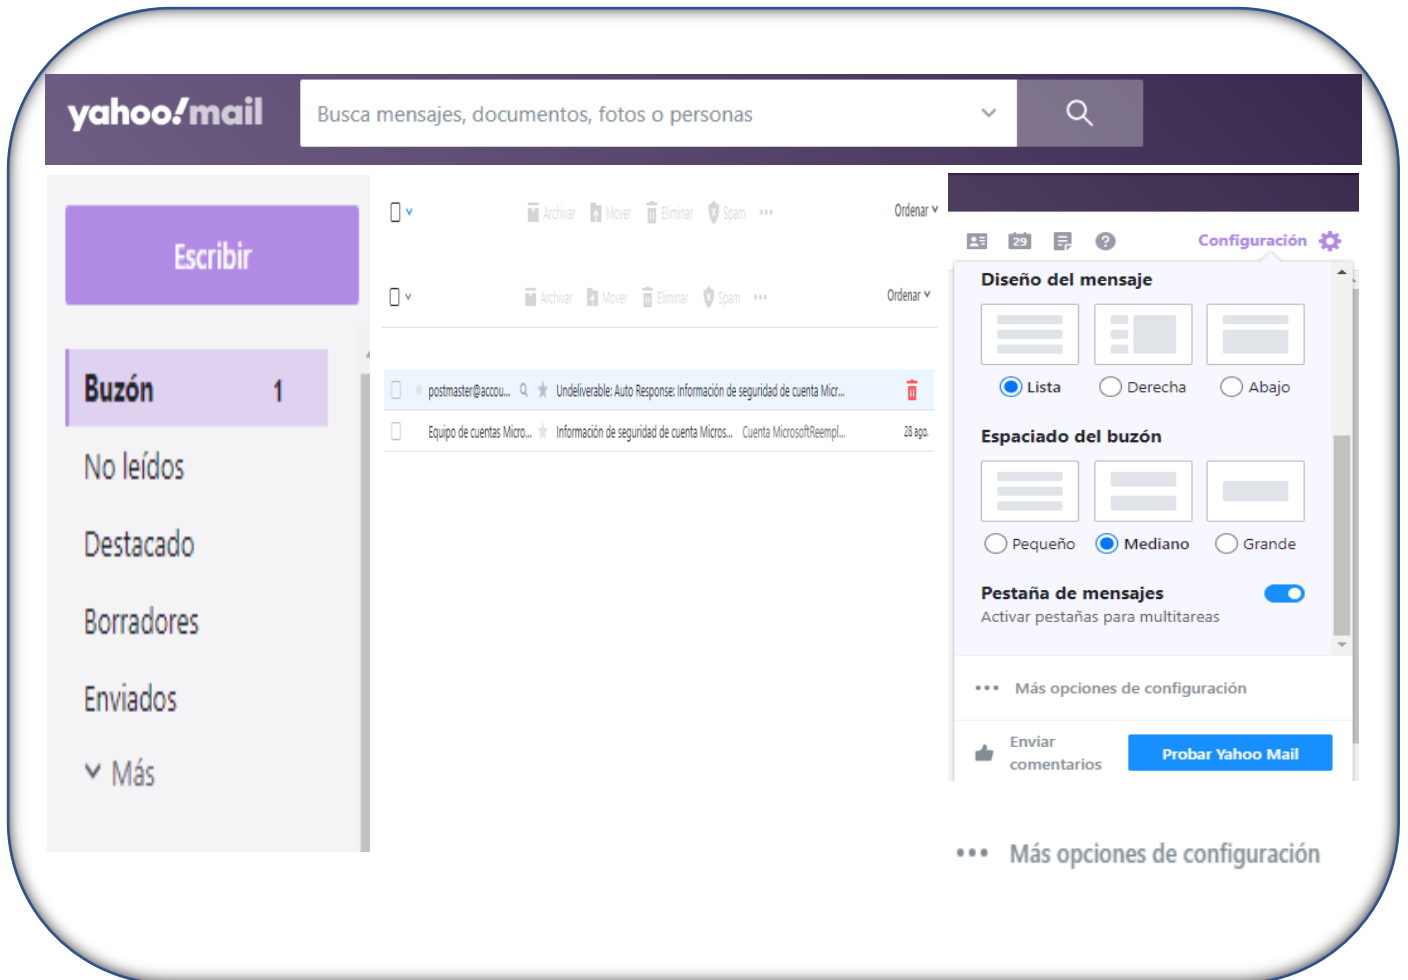 yahoo!mail
Busca mensajes, documentos, fotos o personas
Escribir
Buzón 1
No leídos
Destacado
Borradores
Enviados
Más
Archivar Mover Eliminar Spam ••• Ordenar
Archivar Mover Eliminar Spam ••• Ordenar
postmaster@accou... Undeliverable: Auto Response: Información de seguridad de cuenta Micr...
Equipo de cuentas Micro... Información de seguridad de cuenta Micros... Cuenta MicrosoftReempl... 28 ago.
29 Configuración
Diseño del mensaje
Lista Derecha Abajo
Espaciado del buzón
Pequeño Mediano Grande
Pestaña de mensajes
Activar pestañas para multitareas
••• Más opciones de configuración
Enviar
comentarios
Probar Yahoo Mail
••• Más opciones de configuración